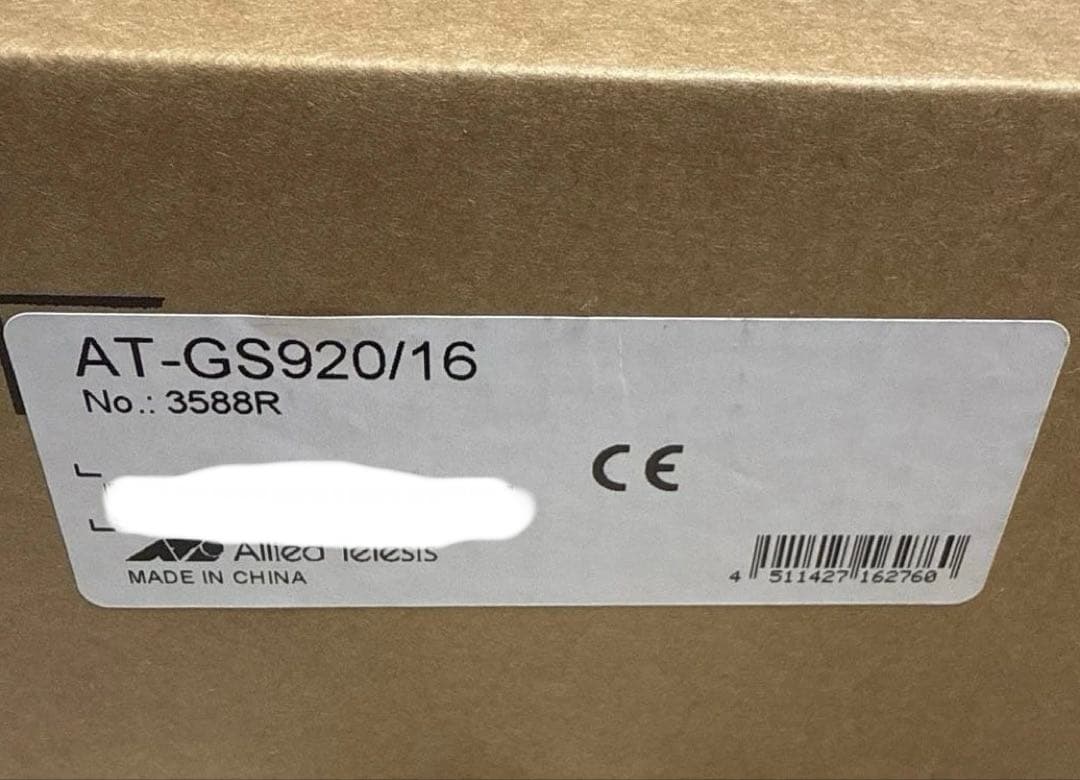 AT-GS920/16
No.: 3588R
CE
Allied Telesis
MADE IN CHINA
4 511427 162760